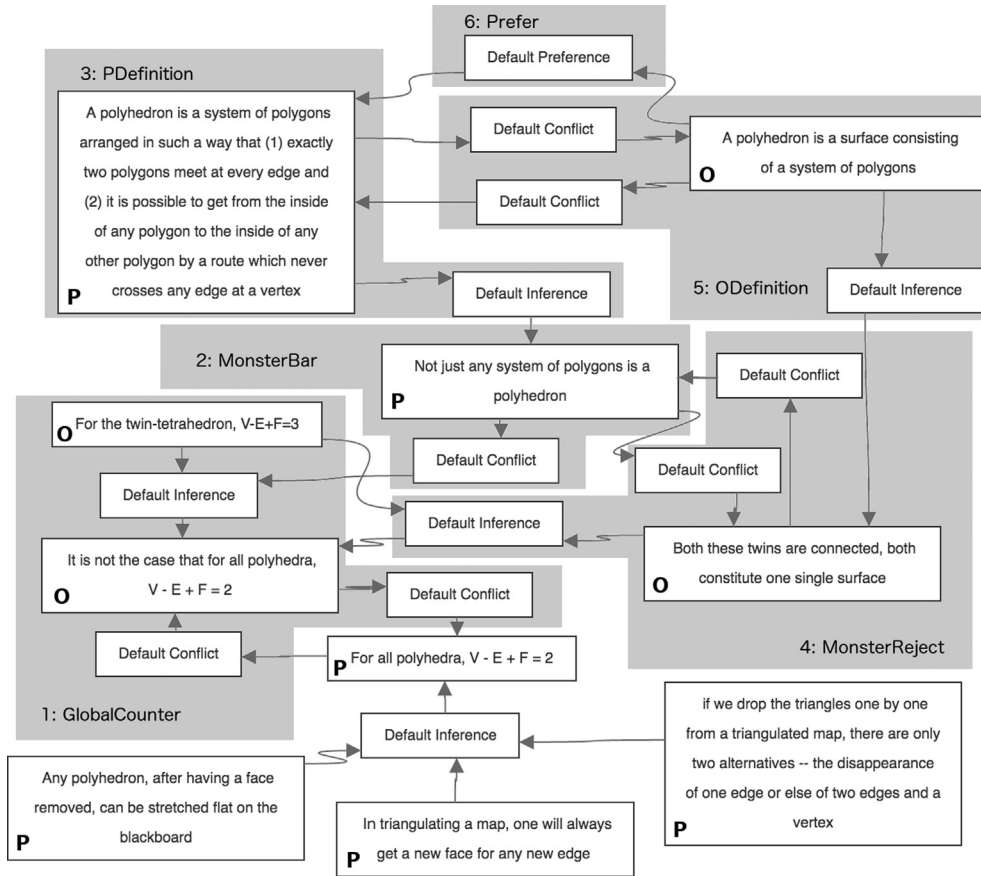 6: Prefer
Default Preference
3: PDefinition
A polyhedron is a system of polygons
arranged in such a way that (1) exactly
two polygons meet at every edge and
(2) it is possible to get from the inside
of any polygon to the inside of any
other polygon by a route which never
crosses any edge at a vertex
P
Default Conflict
Default Conflict
A polyhedron is a surface consisting
of a system of polygons
O
Default Inference
5: ODefinition
Default Inference
2: MonsterBar
Not just any system of polygons is a
polyhedron
P
Default Conflict
Default Conflict
Default Conflict
O
For the twin-tetrahedron, V-E+F=3
Default Inference
Default Inference
It is not the case that for all polyhedra,
V - E + F = 2
O
Both these twins are connected, both
constitute one single surface
O
4: MonsterReject
Default Conflict
Default Conflict
For all polyhedra, V - E + F = 2
P
1: GlobalCounter
Default Inference
Any polyhedron, after having a face
removed, can be stretched flat on the
blackboard
P
In triangulating a map, one will always
get a new face for any new edge
P
if we drop the triangles one by one
from a triangulated map, there are only
two alternatives -- the disappearance
of one edge or else of two edges and a
vertex
P